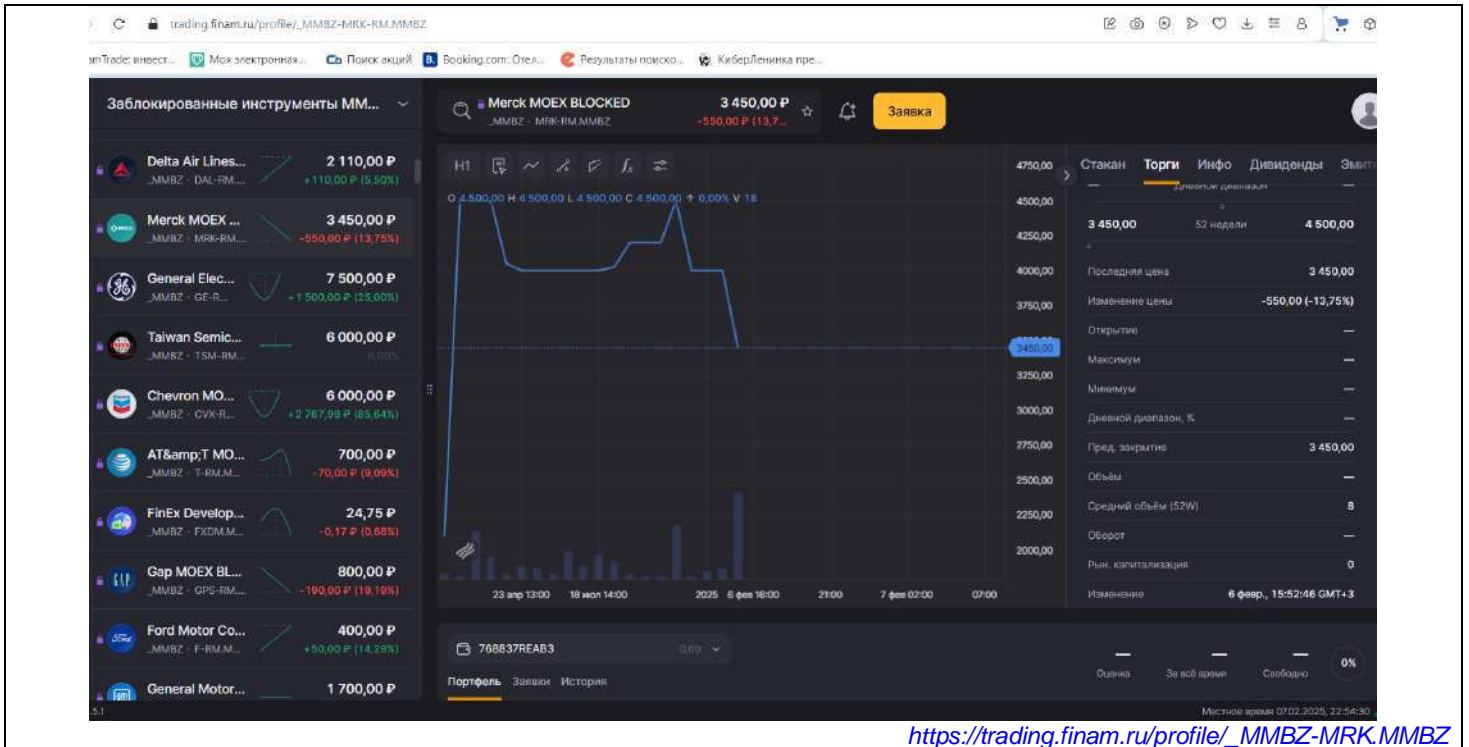 trading.finam.ru/profile/_MMBZ-MRK-RM.MMBZ
amTrade: инвест... Моя электронная... Поиск акций Booking.com: Отел... Результаты поиско... КиберЛенинка пре...
Заблокированные инструменты ММ...
Merck MOEX BLOCKED 3 450,00 ₽
_MMBZ - MRK-RM.MMBZ -550,00 ₽ (13,7...
Заявка
Delta Air Lines... 2 110,00 ₽
_MMBZ - DAL-RM.... +110,00 ₽ (5,50%)
Merck MOEX ... 3 450,00 ₽
_MMBZ - MRK-RM.... -550,00 ₽ (13,75%)
General Elec... 7 500,00 ₽
_MMBZ - GE-R... +1 500,00 ₽ (25,00%)
Taiwan Semic... 6 000,00 ₽
_MMBZ - TSM-RM.... 0,00%
Chevron MO... 6 000,00 ₽
_MMBZ - CVX-R... +2 767,99 ₽ (85,64%)
AT&amp;T MO... 700,00 ₽
_MMBZ - T-RM.M... -70,00 ₽ (9,09%)
FinEx Develop... 24,75 ₽
_MMBZ - FXDM.M... -0,17 ₽ (0,68%)
Gap MOEX BL... 800,00 ₽
_MMBZ - GPS-RM.... -190,00 ₽ (19,19%)
Ford Motor Co... 400,00 ₽
_MMBZ - F-RM.M... +50,00 ₽ (14,29%)
General Motor... 1 700,00 ₽
H1
O 4 500,00 H 4 500,00 L 4 500,00 C 4 500,00 ↑ 0,00% V 18
4750,00
4500,00
4250,00
4000,00
3750,00
3450,00
3250,00
3000,00
2750,00
2500,00
2250,00
2000,00
23 апр 13:00 18 июл 14:00 2025 6 фев 16:00 21:00 7 фев 02:00 07:00
Стакан Торги Инфо Дивиденды Эмит
Дневной диапазон
3 450,00 52 недели 4 500,00
Последняя цена 3 450,00
Изменение цены -550,00 (-13,75%)
Открытие —
Максимум —
Минимум —
Дневной диапазон, % —
Пред. закрытие 3 450,00
Объём —
Средний объём (52W) 8
Оборот —
Рын. капитализация 0
Изменение 6 февр., 15:52:46 GMT+3
768837REAB3 0,00
Портфель Заявки История
Оценка За всё время Свободно 0%
.5.1
Местное время 07.02.2025, 22:54:30
https://trading.finam.ru/profile/_MMBZ-MRK.MMBZ